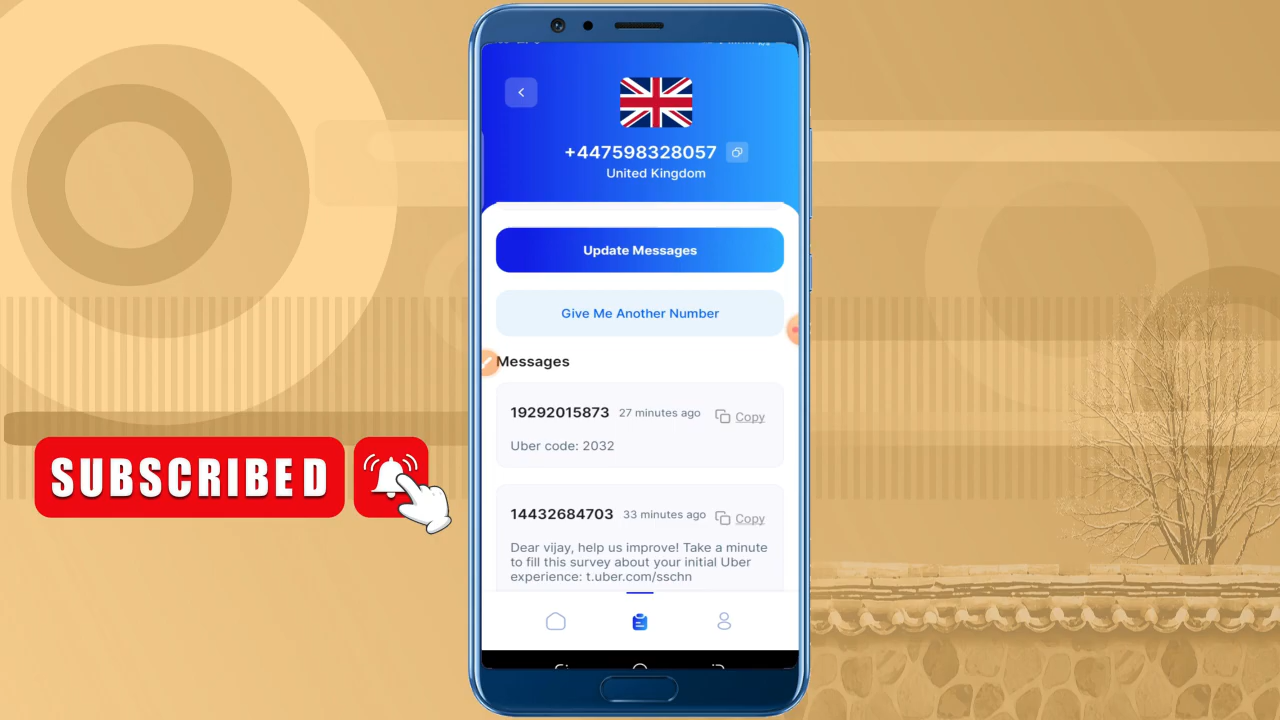 +447598328057
United Kingdom
Update Messages
Give Me Another Number
Messages
19292015873 27 minutes ago Copy
Uber code: 2032
14432684703 33 minutes ago Copy
Dear vijay, help us improve! Take a minute
to fill this survey about your initial Uber
experience: t.uber.com/sschn
SUBSCRIBED